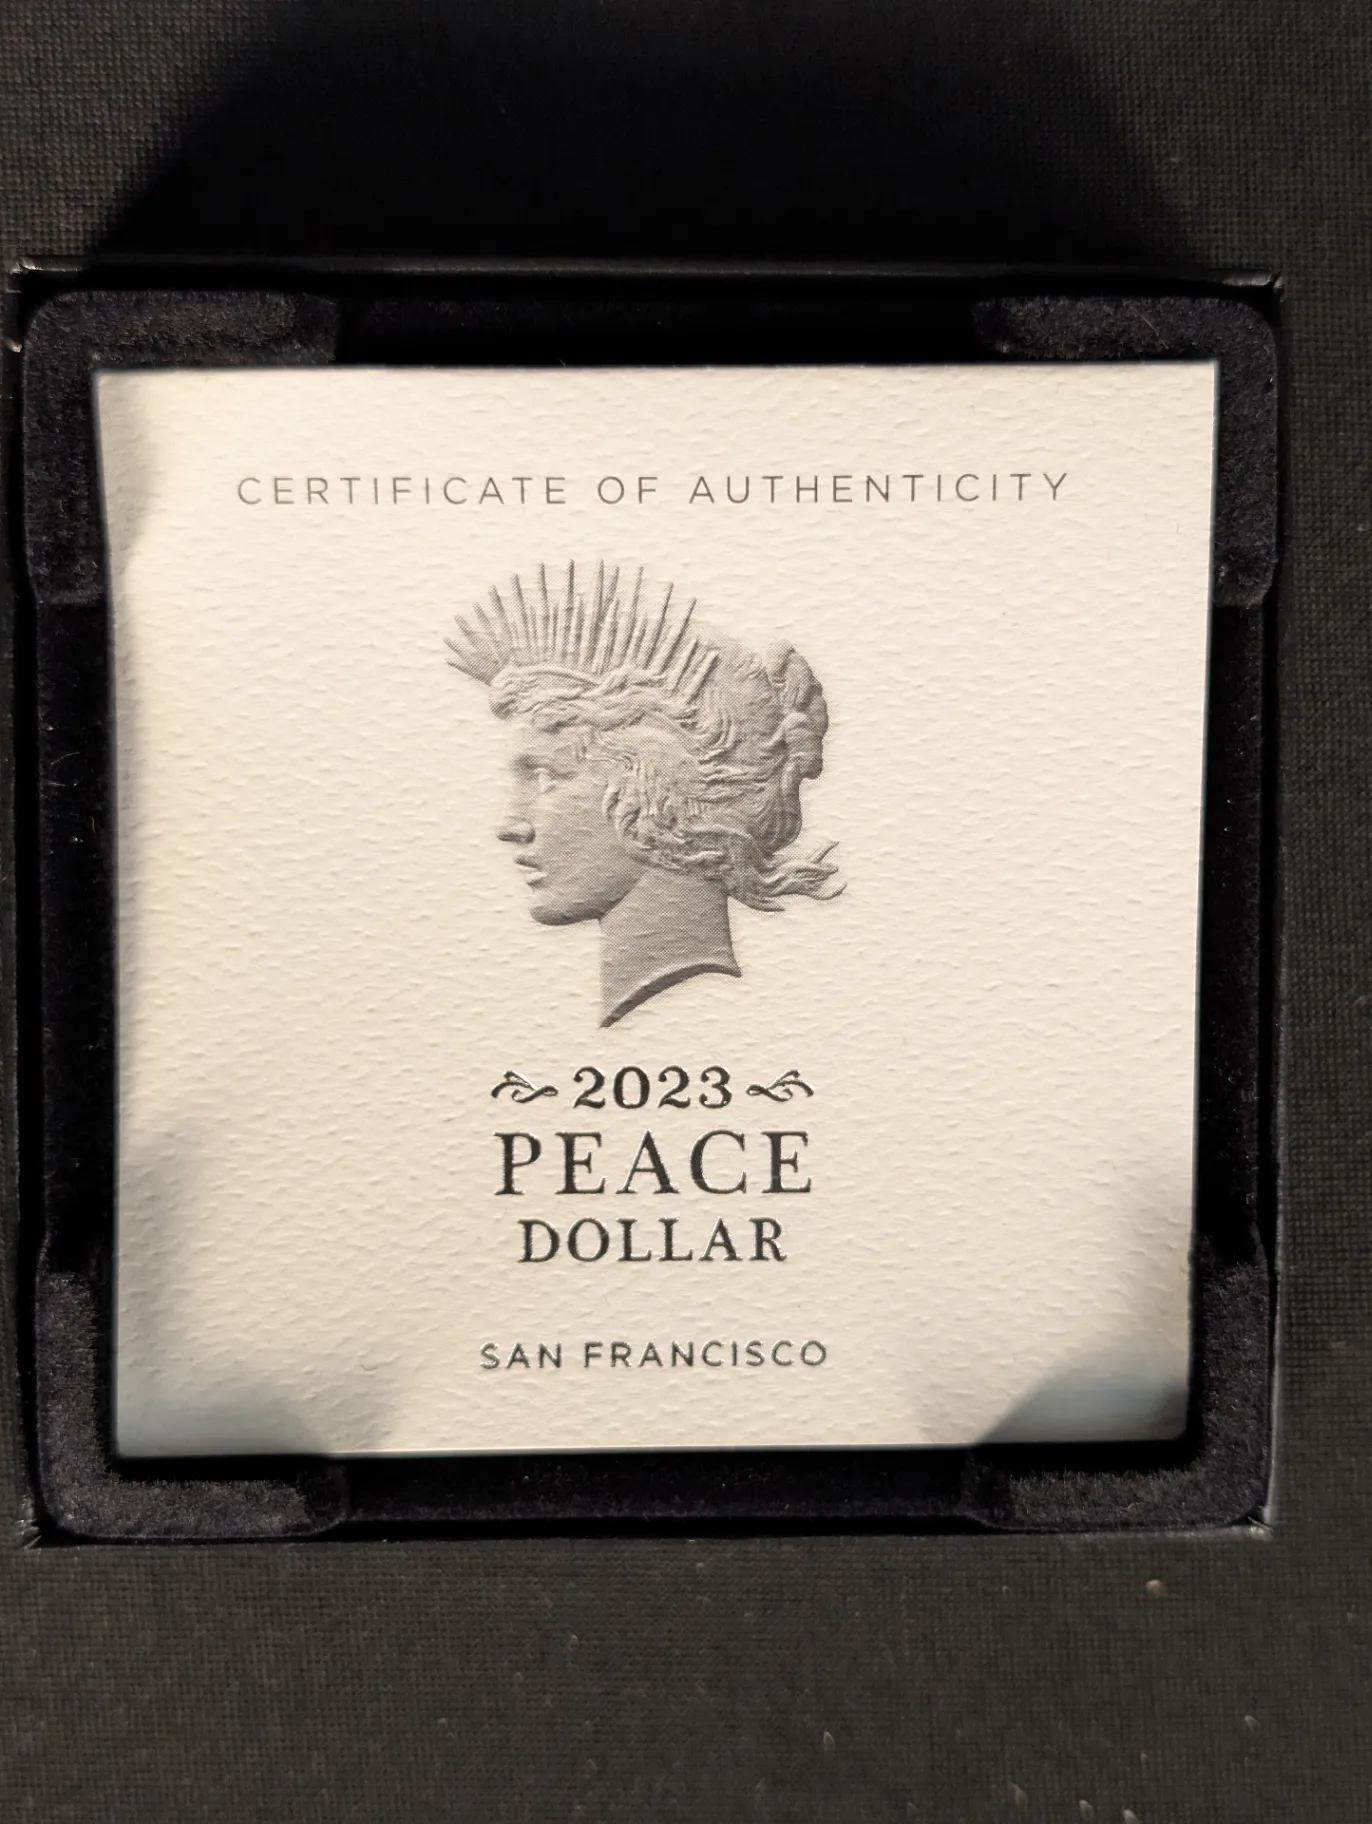 CERTIFICATE OF AUTHENTICITY
2023
PEACE
DOLLAR
SAN FRANCISCO